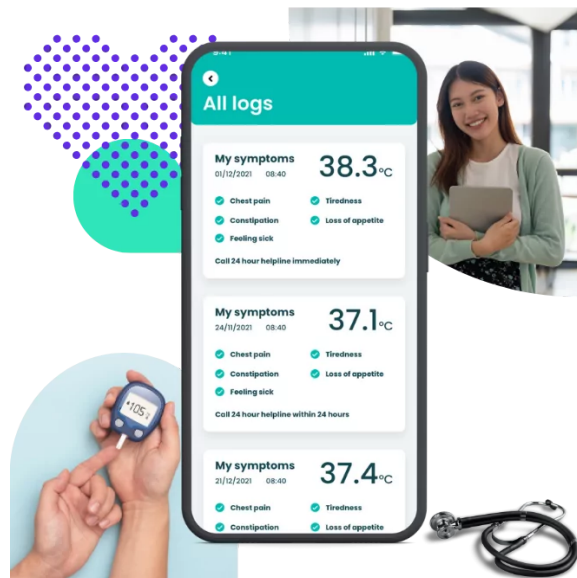 9:41
All logs
My symptoms
01/12/2021 08:40
38.3°C
Chest pain Tiredness
Constipation Loss of appetite
Feeling sick
Call 24 hour helpline immediately
My symptoms
24/11/2021 08:40
37.1°C
Chest pain Tiredness
Constipation Loss of appetite
Feeling sick
Call 24 hour helpline within 24 hours
105
My symptoms
21/12/2021 08:40
37.4°C
Chest pain Tiredness
Constipation Loss of appetite